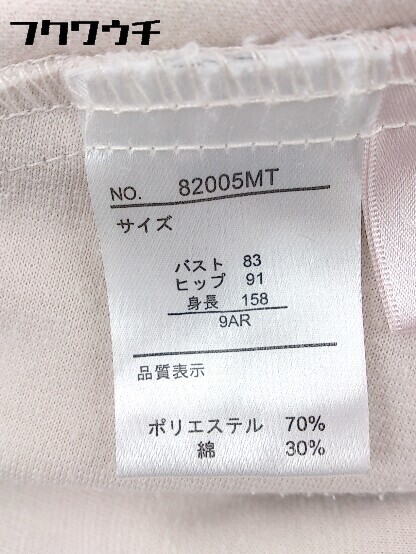 フクワウチ
NO. 82005MT
サイズ
バスト 83
ヒップ 91
身長 158
9AR
品質表示
ポリエステル 70%
綿 30%